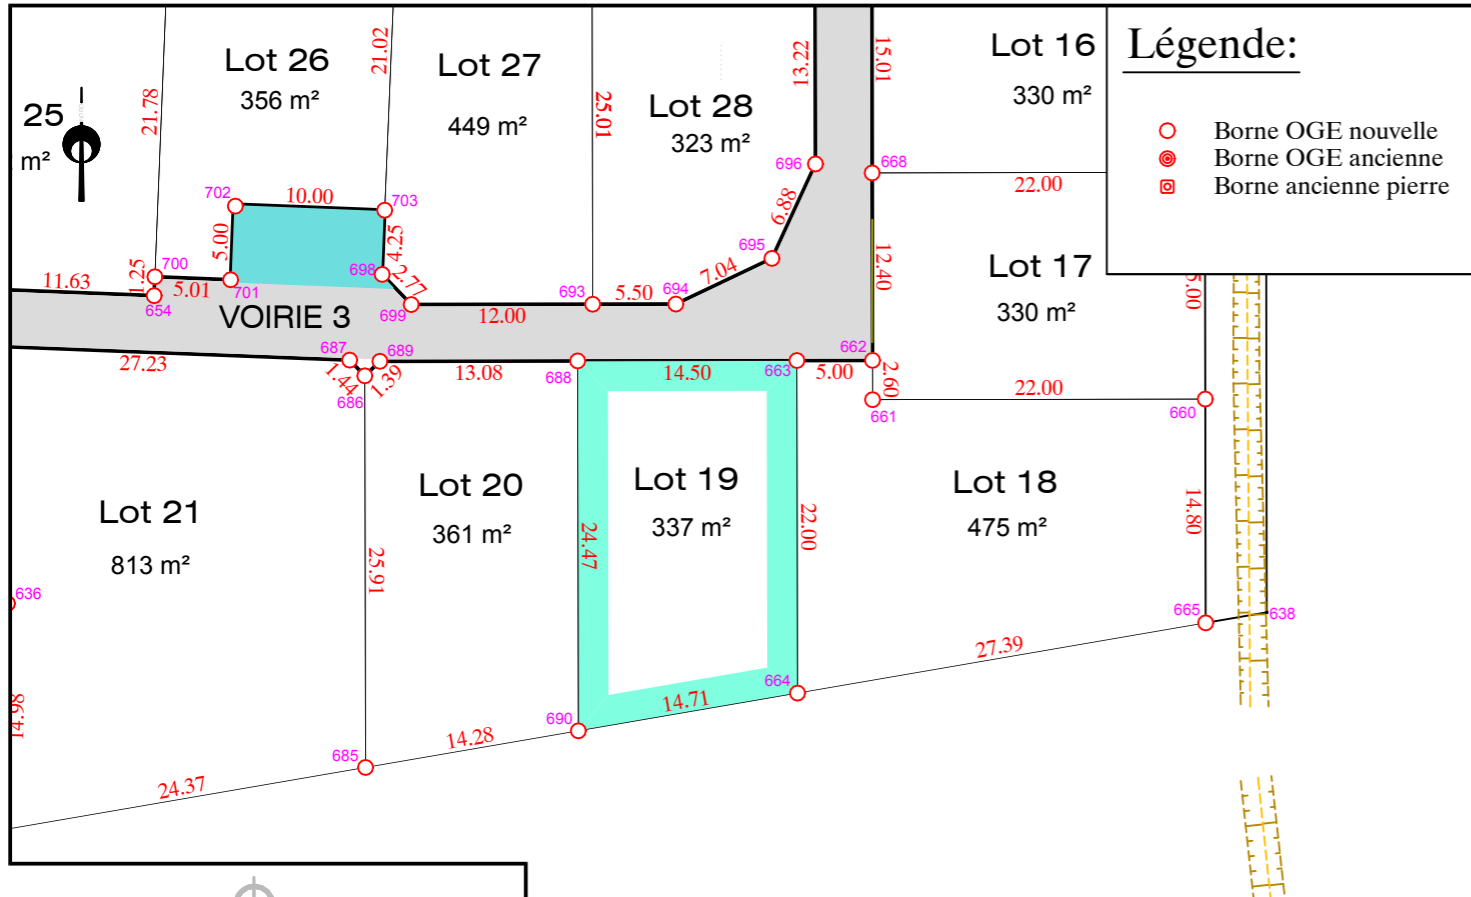 Légende:
Borne OGE nouvelle
Borne OGE ancienne
Borne ancienne pierre
25
m²
21.78
Lot 26
356 m²
21.02
Lot 27
449 m²
25.01
Lot 28
323 m²
13.22
15.01
Lot 16
330 m²
696
668
22.00
702
10.00
703
5.00
4.25
6.88
695
12.40
Lot 17
330 m²
5.00
700
1.25
5.01
701
698
2.77
7.04
11.63
654
VOIRIE 3
699
12.00
693
5.50
694
27.23
687
689
1.44
1.39
686
13.08
688
14.50
663
5.00
662
2.60
661
22.00
660
Lot 21
813 m²
25.91
Lot 20
361 m²
24.47
Lot 19
337 m²
22.00
Lot 18
475 m²
14.80
636
665
638
27.39
664
14.71
690
14.98
14.28
685
24.37